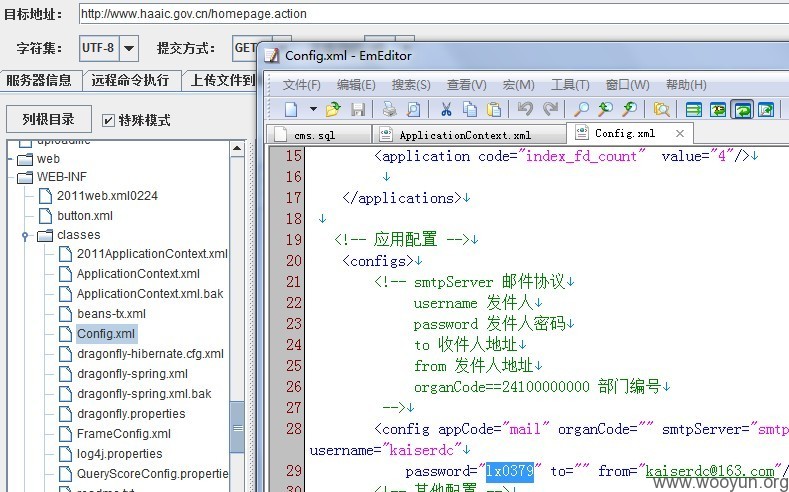 目标地址： http://www.haaic.gov.cn/homepage.action
字符集： UTF-8 提交方式： GET
服务器信息 远程命令执行 上传文件到
列根目录 特殊模式
web
WEB-INF
2011web.xml0224
button.xml
classes
2011ApplicationContext.xml
ApplicationContext.xml
ApplicationContext.xml.bak
beans-tx.xml
Config.xml
dragonfly-hibernate.cfg.xml
dragonfly-spring.xml
dragonfly-spring.xml.bak
dragonfly.properties
FrameConfig.xml
log4j.properties
QueryScoreConfig.propertie
Config.xml - EmEditor
文件(F) 编辑(E) 搜索(S) 查看(V) 宏(M) 工具(T) 窗口(W) 帮助(H)
cms.sql ApplicationContext.xml Config.xml
15 <application code="index_fd_count" value="4"/>↓
16 ↓
17 </applications>↓
18 ↓
19 <!-- 应用配置 -->↓
20 <configs>↓
21 <!-- smtpServer 邮件协议↓
22 username 发件人↓
23 password 发件人密码↓
24 to 收件人地址↓
25 from 发件人地址↓
26 organCode==24100000000 部门编号↓
27 -->↓
28 <config appCode="mail" organCode="" smtpServer="smtp
username="kaiserdc"↓
29 password="lx0379" to="" from="kaiserdc@163.com"/
30 <!-- 其他配置 -->↓
www.wooyun.org